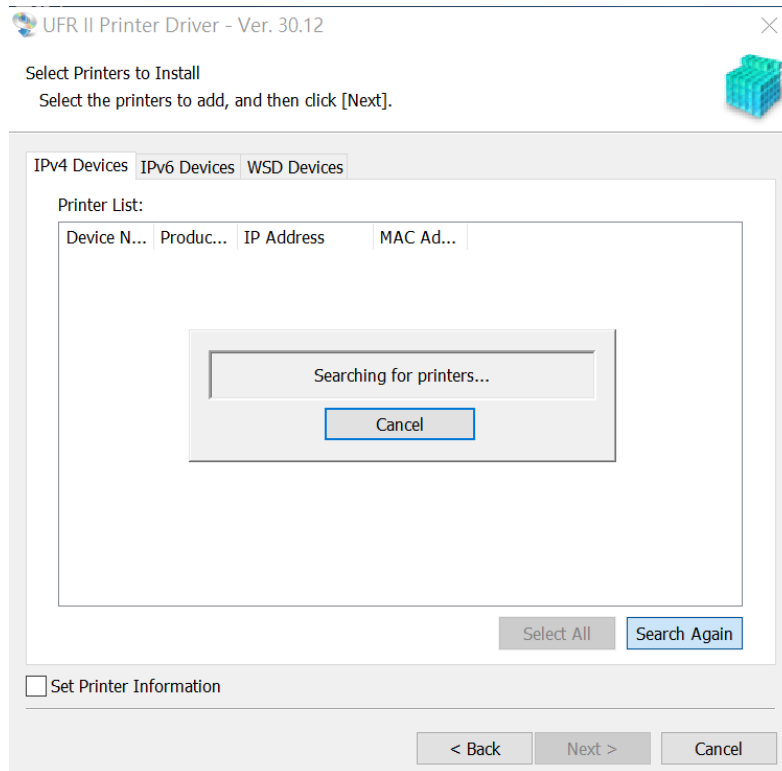 UFR II Printer Driver - Ver. 30.12
Select Printers to Install
Select the printers to add, and then click [Next].
IPv4 Devices IPv6 Devices WSD Devices
Printer List:
Device N... Produc... IP Address MAC Ad...
Searching for printers...
Cancel
Select All Search Again
Set Printer Information
< Back Next > Cancel